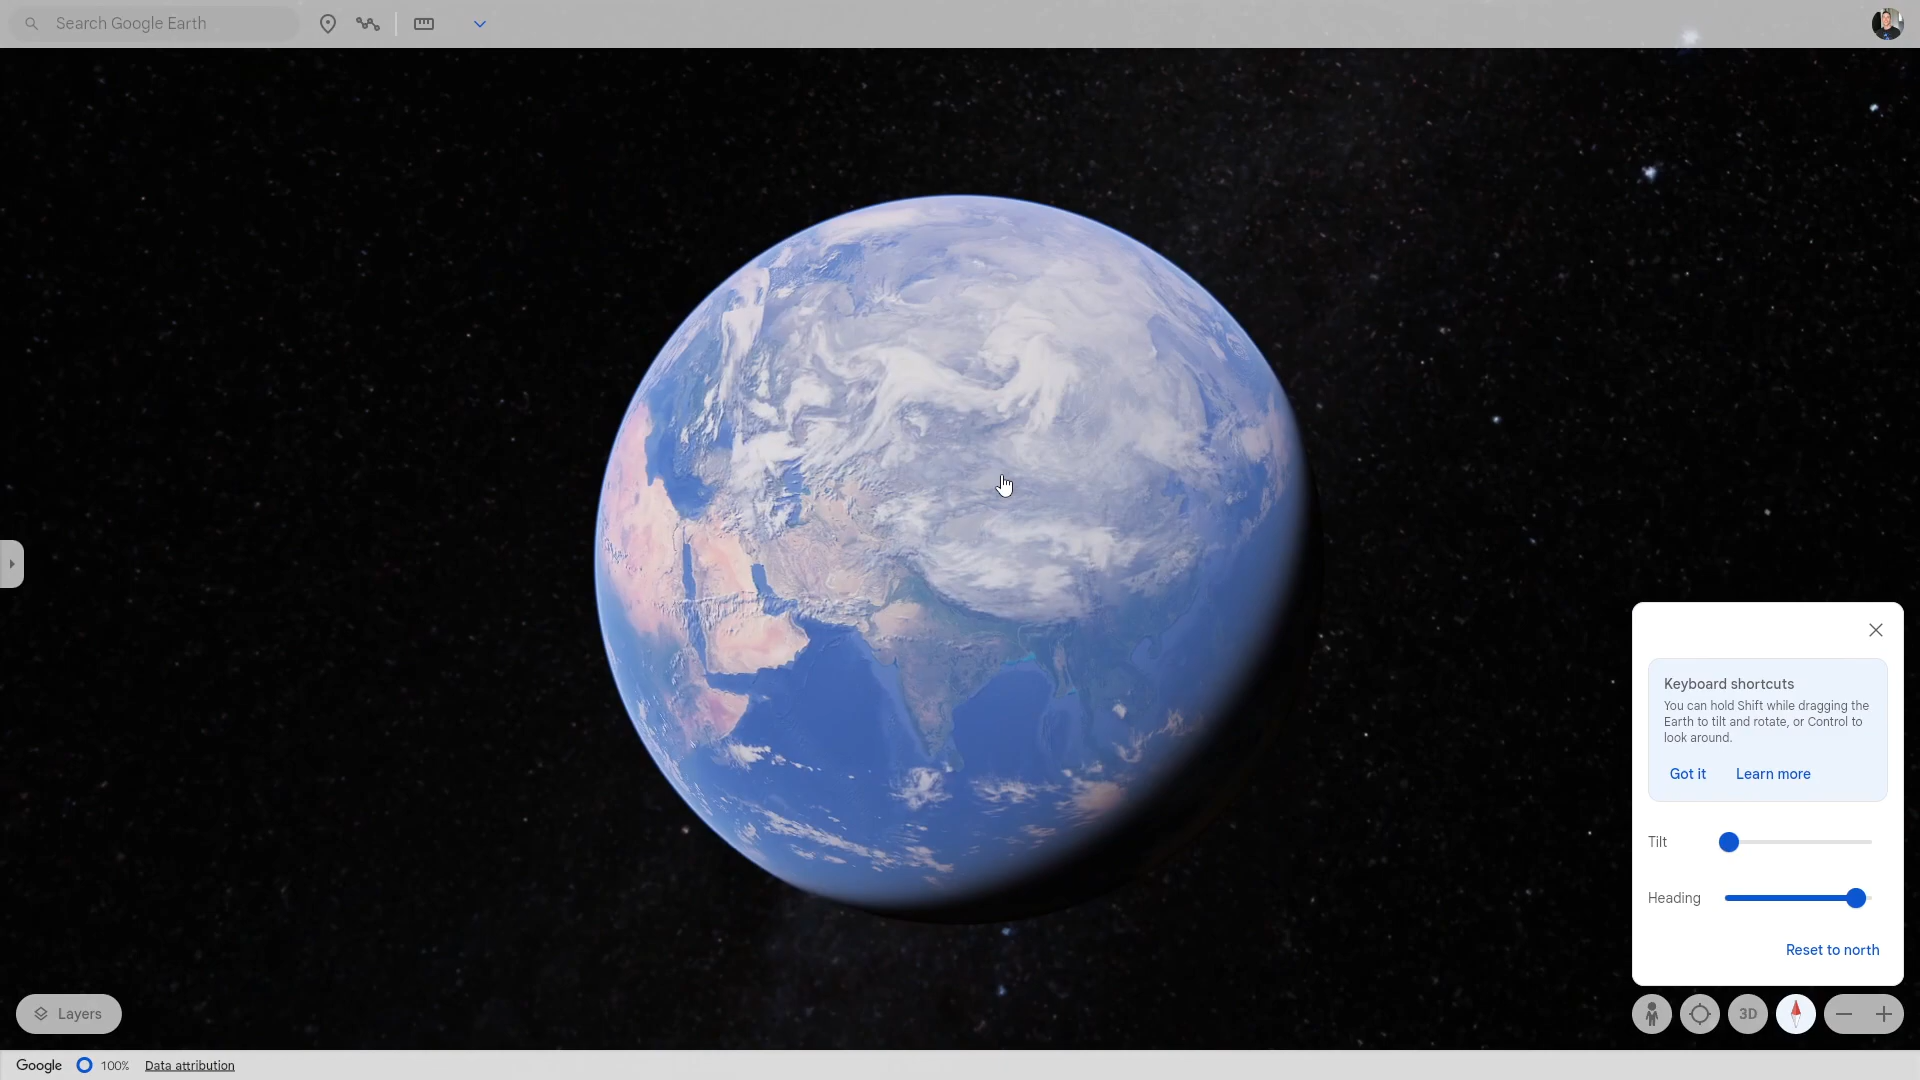 Search Google Earth
Keyboard shortcuts
You can hold Shift while dragging the
Earth to tilt and rotate, or Control to
look around.
Got it Learn more
Tilt
Heading
Reset to north
Layers
3D
Google 100% Data attribution